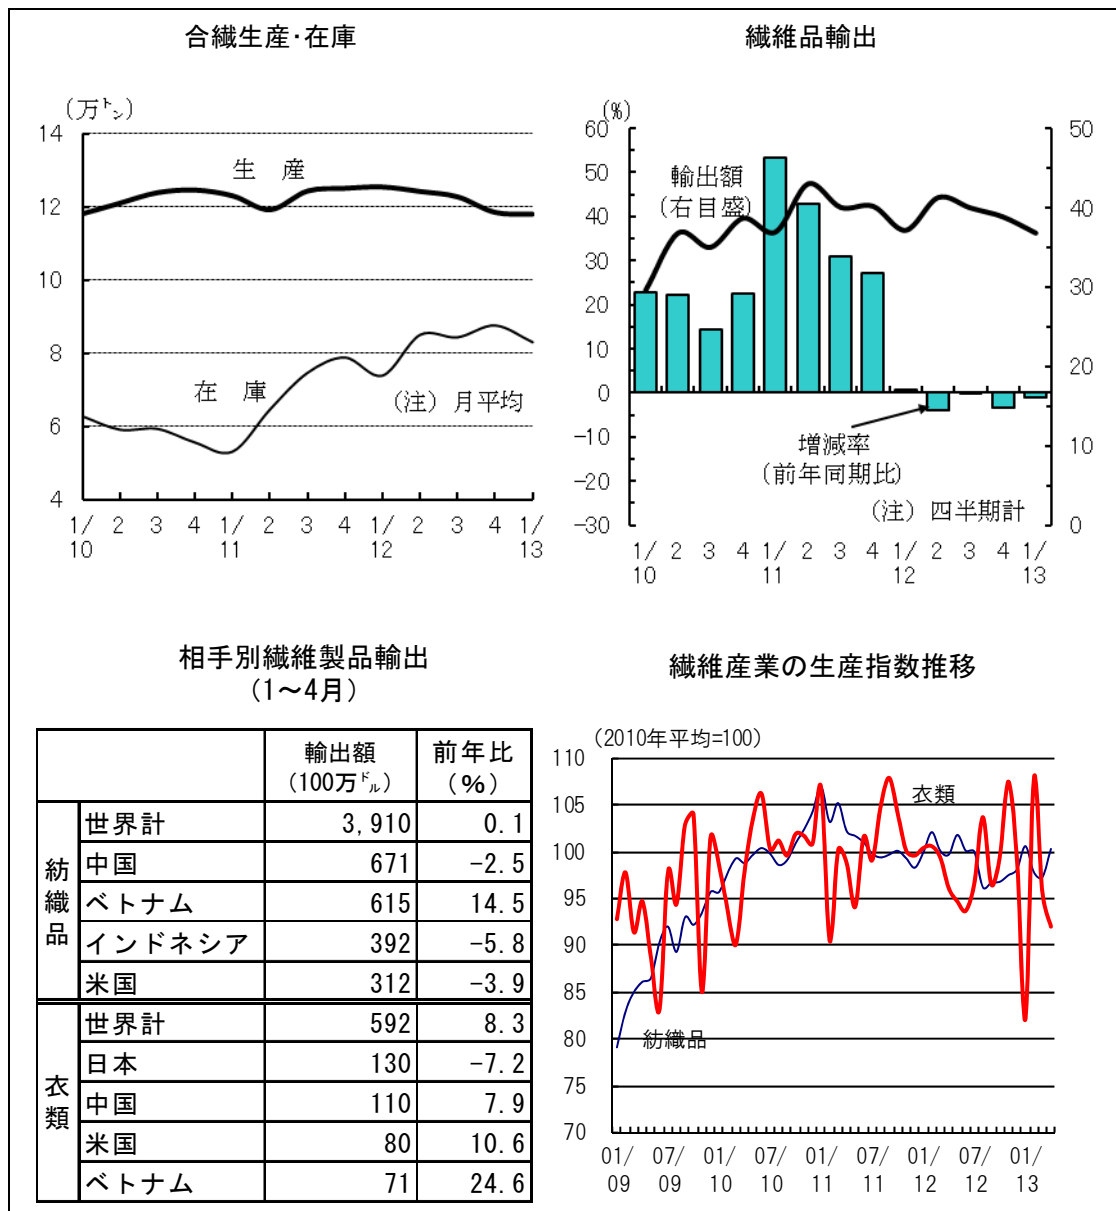 合繊生産・在庫
(万㌧)
14
12
10
8
6
4
生 産
在 庫
(注) 月平均
1/10 2 3 4 1/11 2 3 4 1/12 2 3 4 1/13
繊維品輸出
(%)
60
50
40
30
20
10
0
-10
-20
-30
50
40
30
20
10
0
輸出額
(右目盛)
増減率
(前年同期比)
(注) 四半期計
1/10 2 3 4 1/11 2 3 4 1/12 2 3 4 1/13
相手別繊維製品輸出
(1～4月)
輸出額 前年比
(100万㌦) (%)
紡織品
世界計 3,910 0.1
中国 671 -2.5
ベトナム 615 14.5
インドネシア 392 -5.8
米国 312 -3.9
衣類
世界計 592 8.3
日本 130 -7.2
中国 110 7.9
米国 80 10.6
ベトナム 71 24.6
繊維産業の生産指数推移
(2010年平均=100)
110
105
100
95
90
85
80
75
70
衣類
紡織品
01/09 07/09 01/10 07/10 01/11 07/11 01/12 07/12 01/13